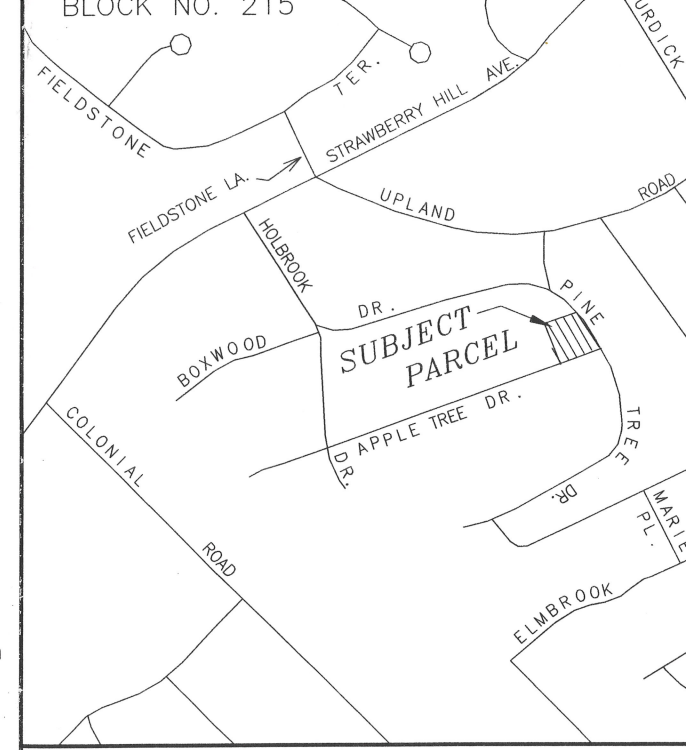 BLOCK NO. 215
URDICK
FIELDSTONE
TER.
STRAWBERRY HILL AVE.
FIELDSTONE LA.
UPLAND
ROAD
HOLBROOK
DR.
PINE
SUBJECT
PARCEL
BOXWOOD
APPLE TREE DR.
COLONIAL
TREE
DR.
DR.
MARIE
PL.
ROAD
ELMBROOK